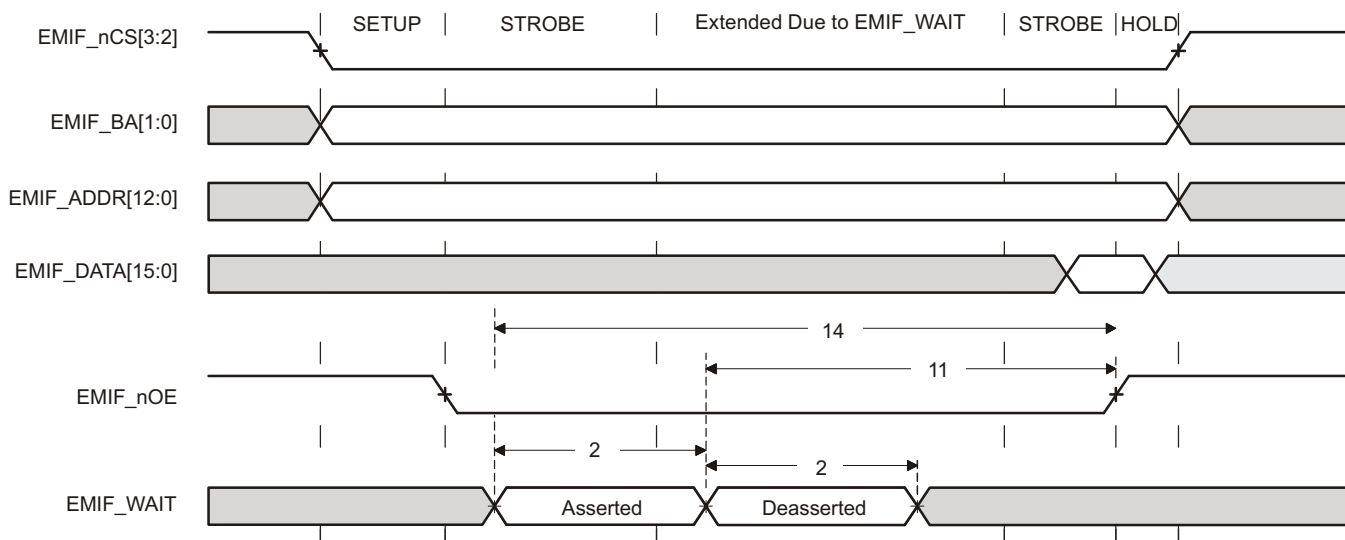 SETUP | STROBE | Extended Due to EMIF_WAIT | STROBE | HOLD
EMIF_nCS[3:2]
EMIF_BA[1:0]
EMIF_ADDR[12:0]
EMIF_DATA[15:0]
14
11
EMIF_nOE
2
2
EMIF_WAIT
Asserted
Deasserted